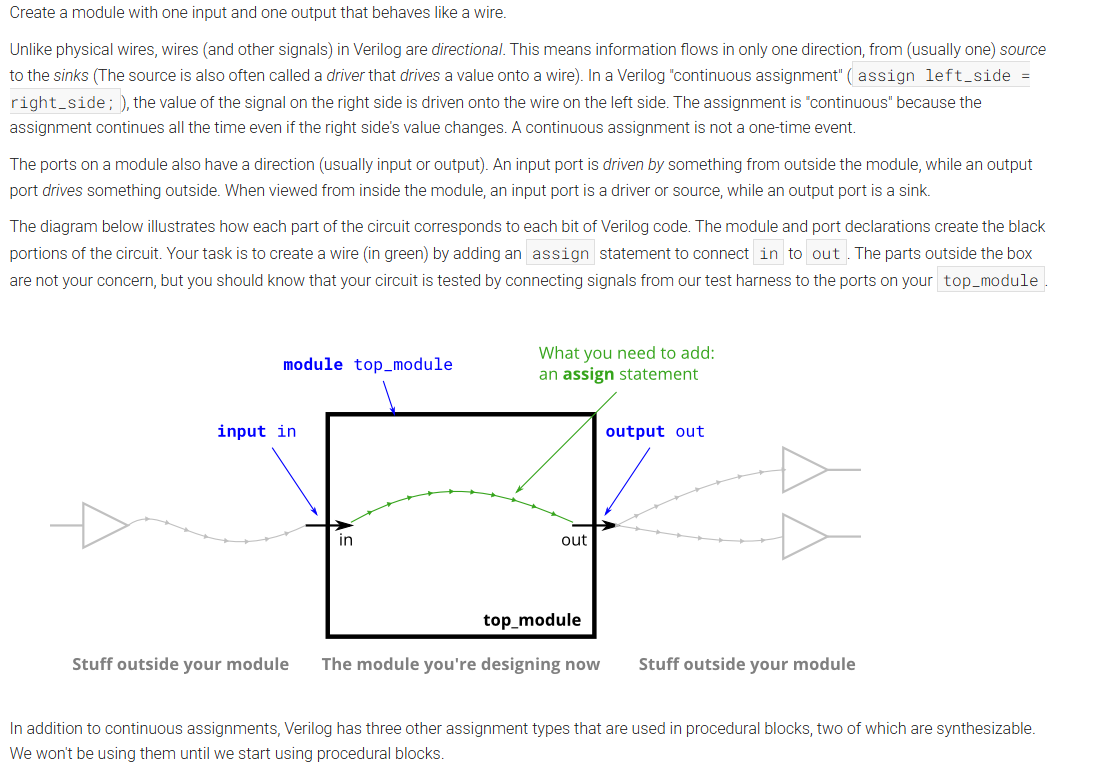 Create a module with one input and one output that behaves like a wire.
Unlike physical wires, wires (and other signals) in Verilog are directional. This means information flows in only one direction, from (usually one) source
to the sinks (The source is also often called a driver that drives a value onto a wire). In a Verilog "continuous assignment" ( assign left_side =
right_side; ), the value of the signal on the right side is driven onto the wire on the left side. The assignment is "continuous" because the
assignment continues all the time even if the right side's value changes. A continuous assignment is not a one-time event.
The ports on a module also have a direction (usually input or output). An input port is driven by something from outside the module, while an output
port drives something outside. When viewed from inside the module, an input port is a driver or source, while an output port is a sink.
The diagram below illustrates how each part of the circuit corresponds to each bit of Verilog code. The module and port declarations create the black
portions of the circuit. Your task is to create a wire (in green) by adding an assign statement to connect in to out . The parts outside the box
are not your concern, but you should know that your circuit is tested by connecting signals from our test harness to the ports on your top_module .
What you need to add:
an assign statement
module top_module
input in
output out
in
out
top_module
Stuff outside your module
The module you're designing now
Stuff outside your module
In addition to continuous assignments, Verilog has three other assignment types that are used in procedural blocks, two of which are synthesizable.
We won't be using them until we start using procedural blocks.